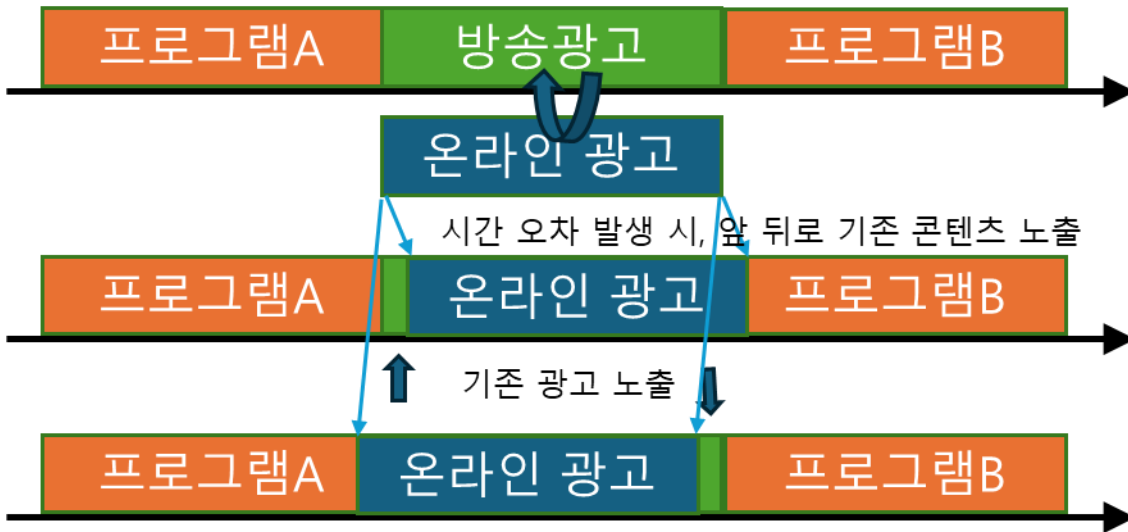 프로그램A 방송광고 프로그램B
온라인 광고
시간 오차 발생 시, 앞 뒤로 기존 콘텐츠 노출
프로그램A 온라인 광고 프로그램B
기존 광고 노출
프로그램A 온라인 광고 프로그램B